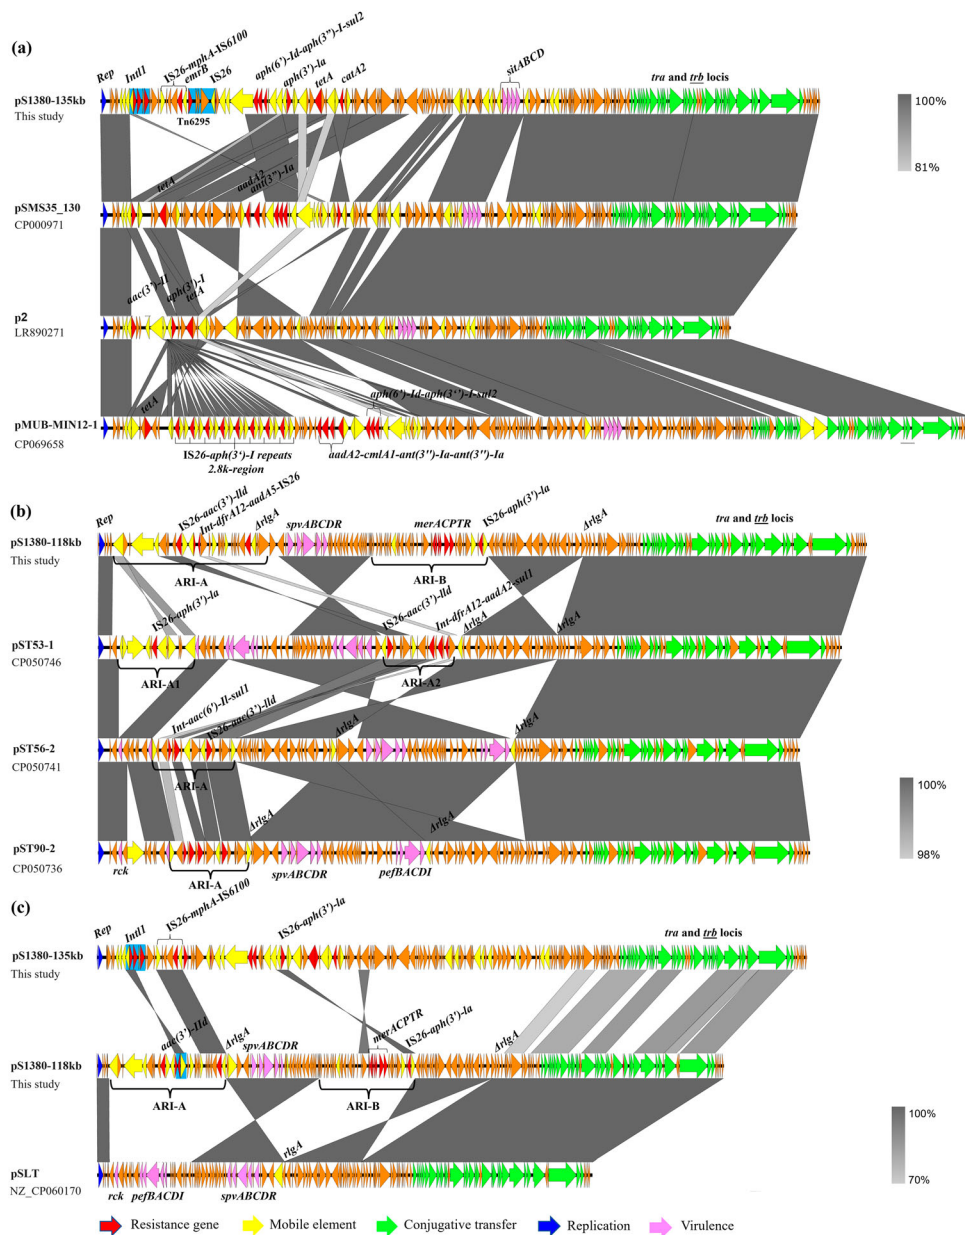 (a)
aph(6')-Id-aph(3'')-I-sul2
IS26-mphA-IS6100
aph(3')-Ia
Rep
Intl1
emrB
IS26
tetA
catA2
sitABCD
tra and trb locis
pS1380-135kb
This study
Tn6295
100%
81%
tetA
aadA2
ant(3'')-Ia
pSMS35_130
CP000971
aac(3')-II
aph(3')-I
tetA
p2
LR890271
aph(6')-Id-aph(3'')-I-sul2
tetA
pMUB-MIN12-1
CP069658
IS26-aph(3')-I repeats
2.8k-region
aadA2-cmlA1-ant(3'')-Ia-ant(3'')-Ia
(b)
IS26-aac(3')-IId
Int-dfrA12-aadA5-IS26
Rep
ΔrlgA
spvABCDR
merACPTR
IS26-aph(3')-Ia
ΔrlgA
tra and trb locis
pS1380-118kb
This study
ARI-A
ARI-B
IS26-aph(3')-Ia
IS26-aac(3')-IId
Int-dfrA12-aadA2-sul1
ΔrlgA
ΔrlgA
pST53-1
CP050746
ARI-A1
ARI-A2
Int-aac(6')-II-sul1
IS26-aac(3')-IId
ΔrlgA
ΔrlgA
pST56-2
CP050741
ARI-A
100%
98%
ΔrlgA
ΔrlgA
pST90-2
CP050736
rck
ARI-A
spvABCDR
pefBACDI
(c)
IS26-mphA-IS6100
Rep
Intl1
IS26-aph(3')-Ia
tra and trb locis
pS1380-135kb
This study
aac(3')-IId
ΔrlgA
spvABCDR
merACPTR
IS26-aph(3')-Ia
ΔrlgA
pS1380-118kb
This study
ARI-A
ARI-B
100%
70%
rlgA
pSLT
NZ_CP060170
rck
pefBACDI
spvABCDR
Resistance gene
Mobile element
Conjugative transfer
Replication
Virulence